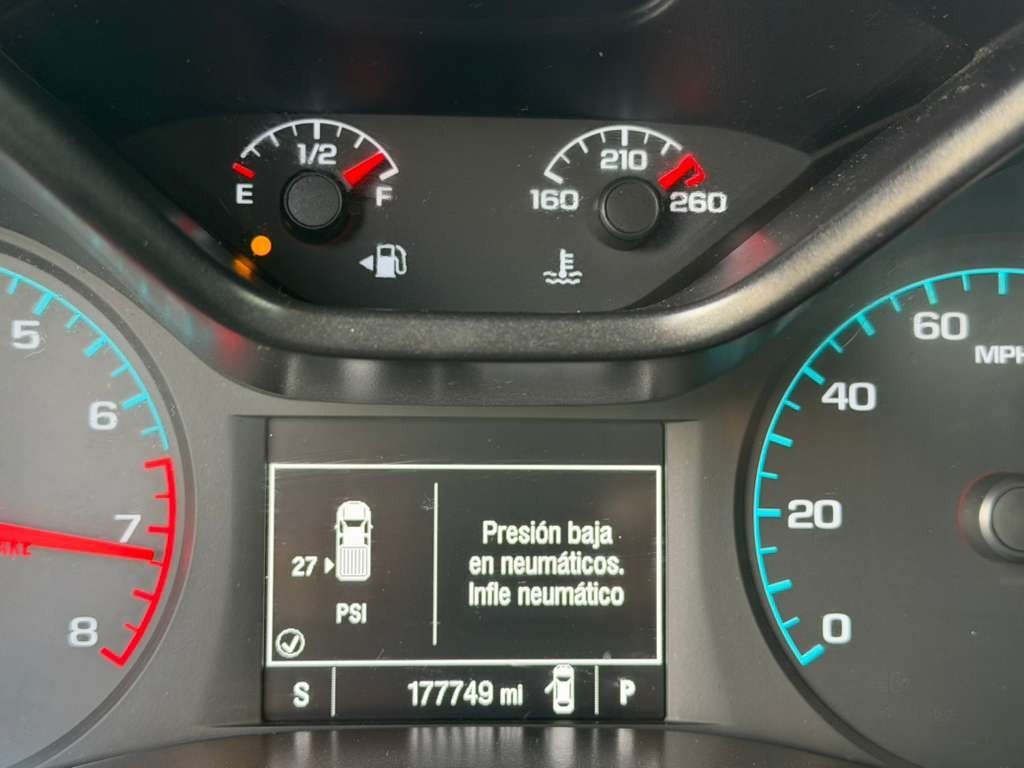 1/2
E
F
210
160
260
5
6
7
8
60
MPH
40
20
0
27
PSI
Presión baja
en neumáticos.
Infle neumático
S
177749 mi
P